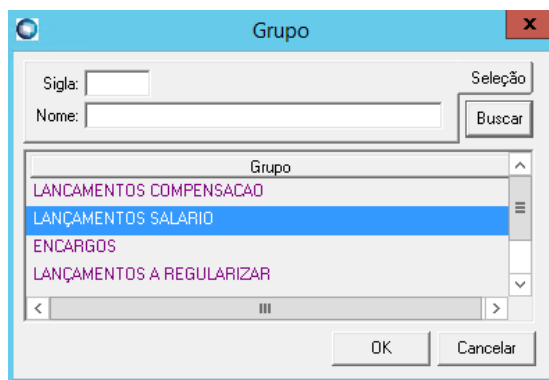 Grupo
x
Sigla:
Seleção
Nome:
Buscar
Grupo
LANCAMENTOS COMPENSACAO
LANÇAMENTOS SALARIO
ENCARGOS
LANÇAMENTOS A REGULARIZAR
OK
Cancelar